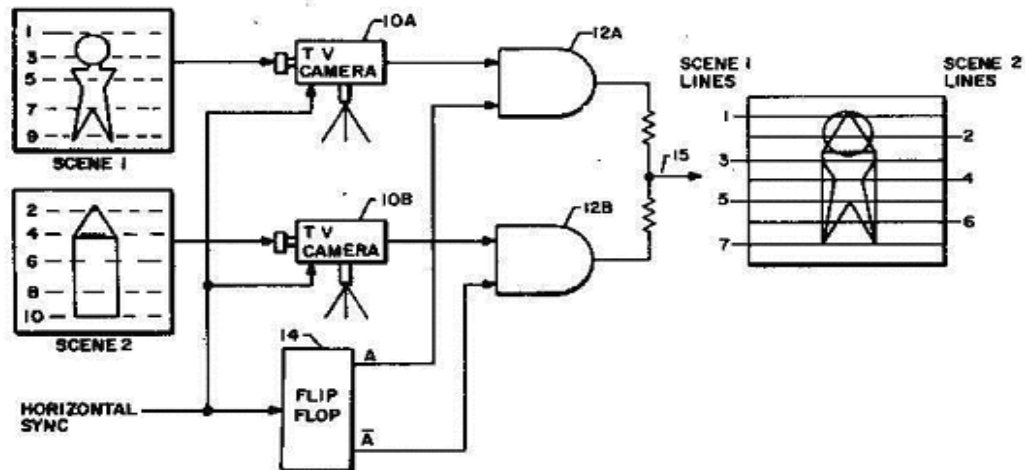 1
3
5
7
9
SCENE 1
10A
TV
CAMERA
12A
SCENE 1
LINES
SCENE 2
LINES
1
2
3
4
5
6
7
15
2
4
6
8
10
SCENE 2
10B
TV
CAMERA
12B
14
FLIP
FLOP
A
A̅
HORIZONTAL
SYNC